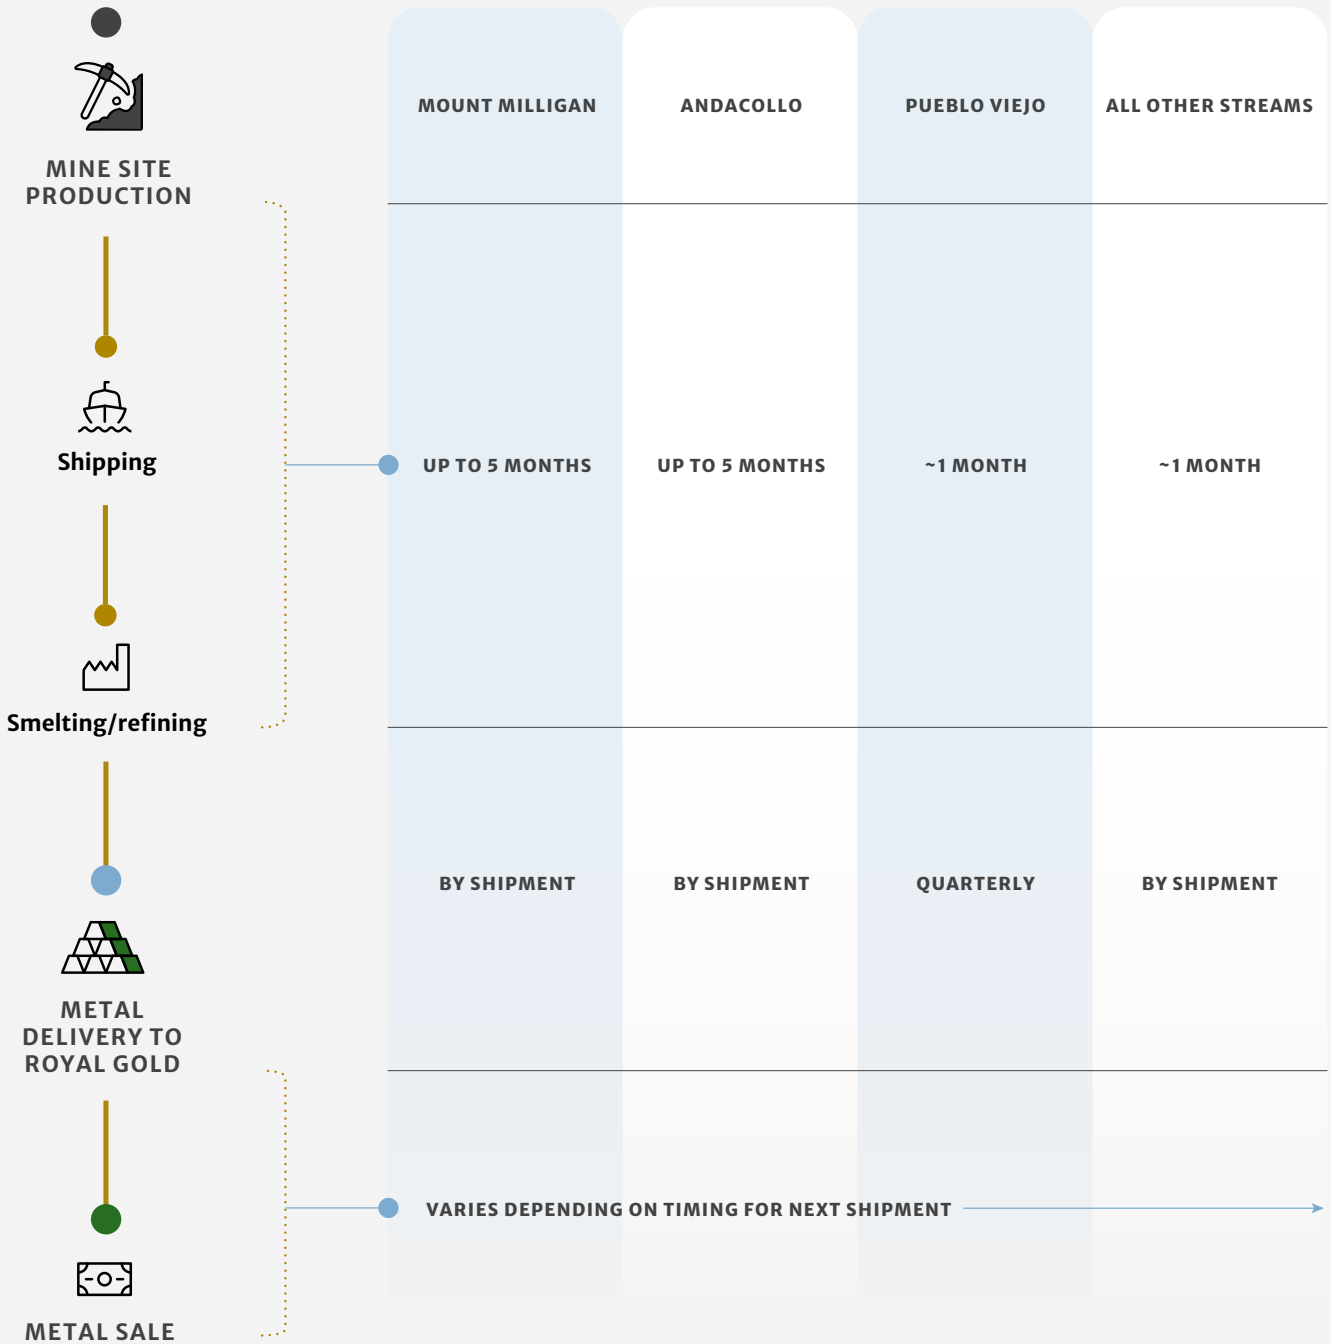 MOUNT MILLIGAN
ANDACOLLO
PUEBLO VIEJO
ALL OTHER STREAMS
MINE SITE
PRODUCTION
Shipping
UP TO 5 MONTHS
UP TO 5 MONTHS
~1 MONTH
~1 MONTH
Smelting/refining
BY SHIPMENT
BY SHIPMENT
QUARTERLY
BY SHIPMENT
METAL
DELIVERY TO
ROYAL GOLD
VARIES DEPENDING ON TIMING FOR NEXT SHIPMENT
METAL SALE